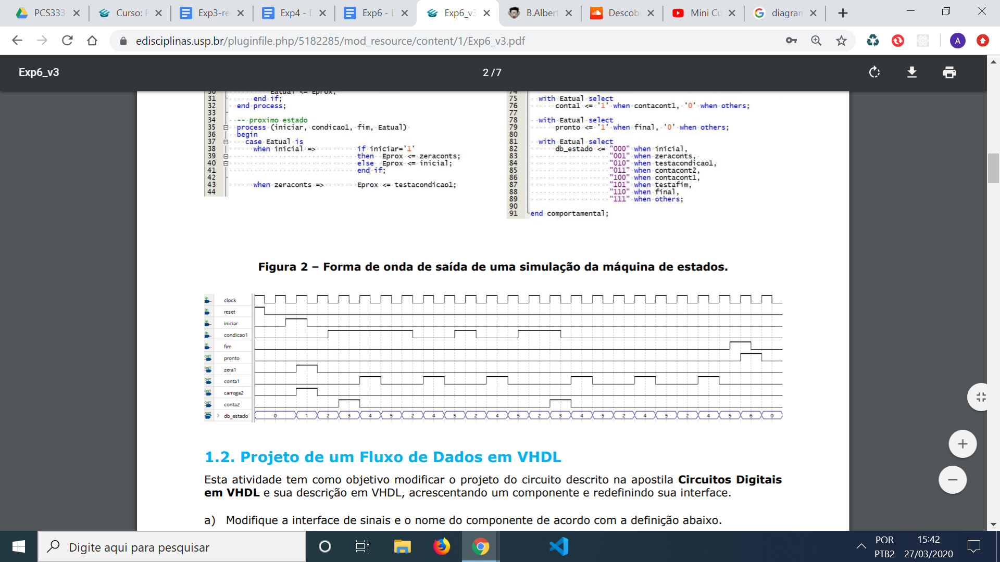 PCS333
Curso: P
Exp3-re
Exp4 - D
Exp6 - D
Exp6_v3
B.Albert
Descob
Mini Cu
diagram
edisciplinas.usp.br/pluginfile.php/5182285/mod_resource/content/1/Exp6_v3.pdf
A
Exp6_v3
2 / 7
30 Eatual <= Eprox;
31 end if;
32 end process;
33
34 -- proximo estado
35 process (iniciar, condicao1, fim, Eatual)
36 begin
37 case Eatual is
38 when inicial => if iniciar='1'
39 then Eprox <= zeraconts;
40 else Eprox <= inicial;
41 end if;
42
43 when zeraconts => Eprox <= testacondicao1;
44
74
75 with Eatual select
76 conta1 <= '1' when contacont1, '0' when others;
77
78 with Eatual select
79 pronto <= '1' when final, '0' when others;
80
81 with Eatual select
82 db_estado <= "000" when inicial,
83 "001" when zeraconts,
84 "010" when testacondicao1,
85 "011" when contacont2,
86 "100" when contacont1,
87 "101" when testafim,
88 "110" when final,
89 "111" when others;
90
91 end comportamental;
Figura 2 – Forma de onda de saída de uma simulação da máquina de estados.
in clock
in reset
in iniciar
in condicao1
in fim
out pronto
out zera1
out conta1
out carrega2
out conta2
out db_estado 0 1 2 3 4 5 2 4 5 2 4 5 2 3 4 5 2 4 5 2 4 5 6 0
1.2. Projeto de um Fluxo de Dados em VHDL
Esta atividade tem como objetivo modificar o projeto do circuito descrito na apostila Circuitos Digitais
em VHDL e sua descrição em VHDL, acrescentando um componente e redefinindo sua interface.
a) Modifique a interface de sinais e o nome do componente de acordo com a definição abaixo.
Digite aqui para pesquisar
POR
PTB2
15:42
27/03/2020